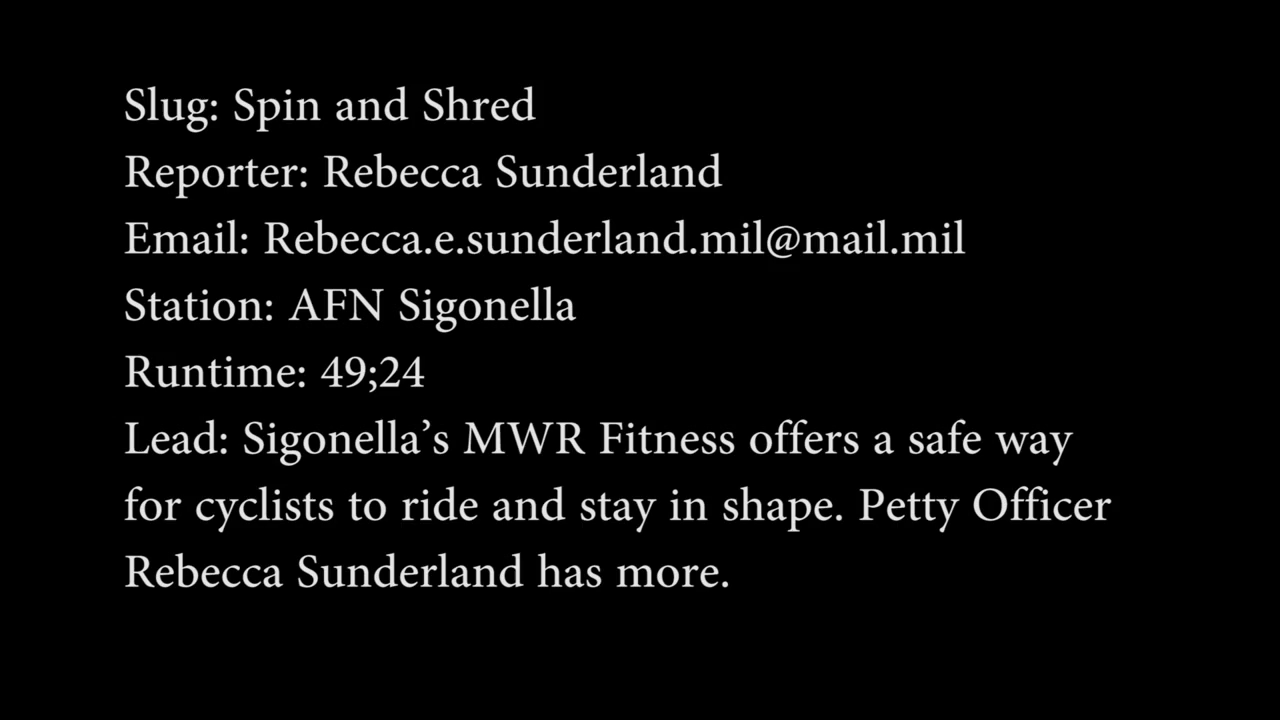 Slug: Spin and Shred
Reporter: Rebecca Sunderland
Email: Rebecca.e.sunderland.mil@mail.mil
Station: AFN Sigonella
Runtime: 49;24
Lead: Sigonella’s MWR Fitness offers a safe way
for cyclists to ride and stay in shape. Petty Officer
Rebecca Sunderland has more.